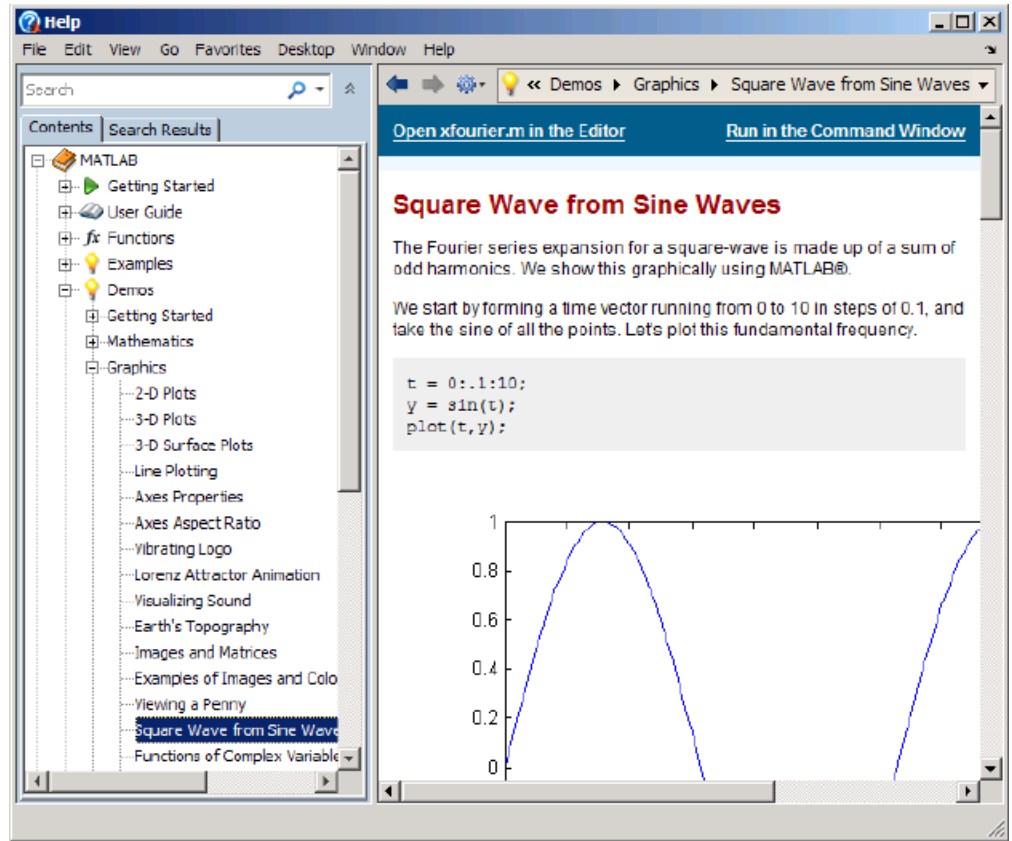 Help
File Edit View Go Favorites Desktop Window Help
Search
« Demos Graphics Square Wave from Sine Waves
Contents Search Results
MATLAB
Getting Started
User Guide
fx Functions
Examples
Demos
Getting Started
Mathematics
Graphics
2-D Plots
3-D Plots
3-D Surface Plots
Line Plotting
Axes Properties
Axes Aspect Ratio
Vibrating Logo
Lorenz Attractor Animation
Visualizing Sound
Earth's Topography
Images and Matrices
Examples of Images and Colo
Viewing a Penny
Square Wave from Sine Wave
Functions of Complex Variable
Open xfourier.m in the Editor Run in the Command Window
Square Wave from Sine Waves
The Fourier series expansion for a square-wave is made up of a sum of
odd harmonics. We show this graphically using MATLAB®.
We start by forming a time vector running from 0 to 10 in steps of 0.1, and
take the sine of all the points. Let's plot this fundamental frequency.
t = 0:.1:10;
y = sin(t);
plot(t,y);
1
0.8
0.6
0.4
0.2
0